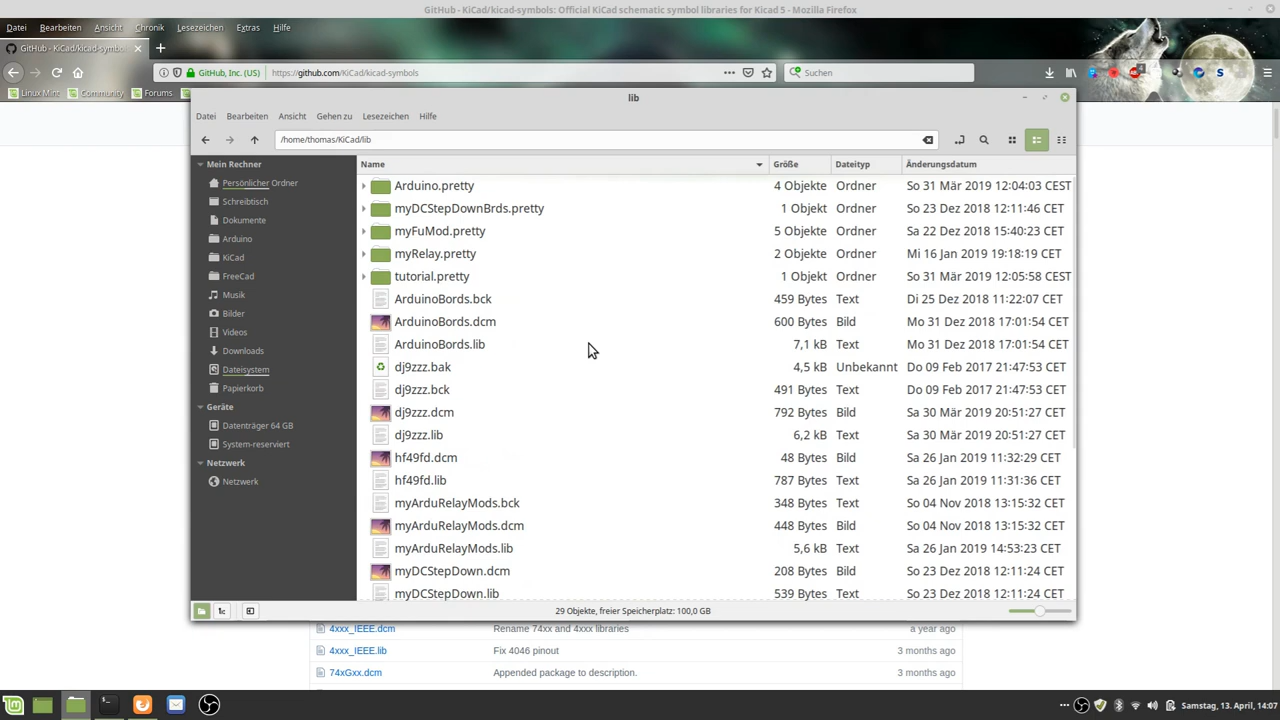 GitHub - KiCad/kicad-symbols: Official KiCad schematic symbol libraries for Kicad 5 - Mozilla Firefox
Datei Bearbeiten Ansicht Chronik Lesezeichen Extras Hilfe
GitHub - KiCad/kicad-symbo
GitHub, Inc. (US) https://github.com/KiCad/kicad-symbols Suchen
Linux Mint Community Forums
lib
Datei Bearbeiten Ansicht Gehen zu Lesezeichen Hilfe
/home/thomas/KiCad/lib
Mein Rechner
Persönlicher Ordner
Schreibtisch
Dokumente
Arduino
KiCad
FreeCad
Musik
Bilder
Videos
Downloads
Dateisystem
Papierkorb
Geräte
Datenträger 64 GB
System-reserviert
Netzwerk
Netzwerk
Name Größe Dateityp Änderungsdatum
Arduino.pretty 4 Objekte Ordner So 31 Mär 2019 12:04:03 CEST
myDCStepDownBrds.pretty 1 Objekt Ordner So 23 Dez 2018 12:11:46 CET
myFuMod.pretty 5 Objekte Ordner Sa 22 Dez 2018 15:40:23 CET
myRelay.pretty 2 Objekte Ordner Mi 16 Jan 2019 19:18:19 CET
tutorial.pretty 1 Objekt Ordner So 31 Mär 2019 12:05:58 CEST
ArduinoBords.bck 459 Bytes Text Di 25 Dez 2018 11:22:07 CET
ArduinoBords.dcm 600 Bytes Bild Mo 31 Dez 2018 17:01:54 CET
ArduinoBords.lib 7,1 kB Text Mo 31 Dez 2018 17:01:54 CET
dj9zzz.bak 4,5 kB Unbekannt Do 09 Feb 2017 21:47:53 CET
dj9zzz.bck 491 Bytes Text Do 09 Feb 2017 21:47:53 CET
dj9zzz.dcm 792 Bytes Bild Sa 30 Mär 2019 20:51:27 CET
dj9zzz.lib 6,2 kB Text Sa 30 Mär 2019 20:51:27 CET
hf49fd.dcm 48 Bytes Bild Sa 26 Jan 2019 11:32:29 CET
hf49fd.lib 787 Bytes Text Sa 26 Jan 2019 11:31:36 CET
myArduRelayMods.bck 348 Bytes Text So 04 Nov 2018 13:15:32 CET
myArduRelayMods.dcm 448 Bytes Bild So 04 Nov 2018 13:15:32 CET
myArduRelayMods.lib 5,6 kB Text Sa 26 Jan 2019 14:53:23 CET
myDCStepDown.dcm 208 Bytes Bild So 23 Dez 2018 12:11:24 CET
myDCStepDown.lib 539 Bytes Text So 23 Dez 2018 12:11:24 CET
29 Objekte, freier Speicherplatz: 100,0 GB
4xxx_IEEE.dcm Rename 74xx and 4xxx libraries a year ago
4xxx_IEEE.lib Fix 4046 pinout 3 months ago
74xGxx.dcm Appended package to description. 3 months ago
Samstag, 13. April, 14:07